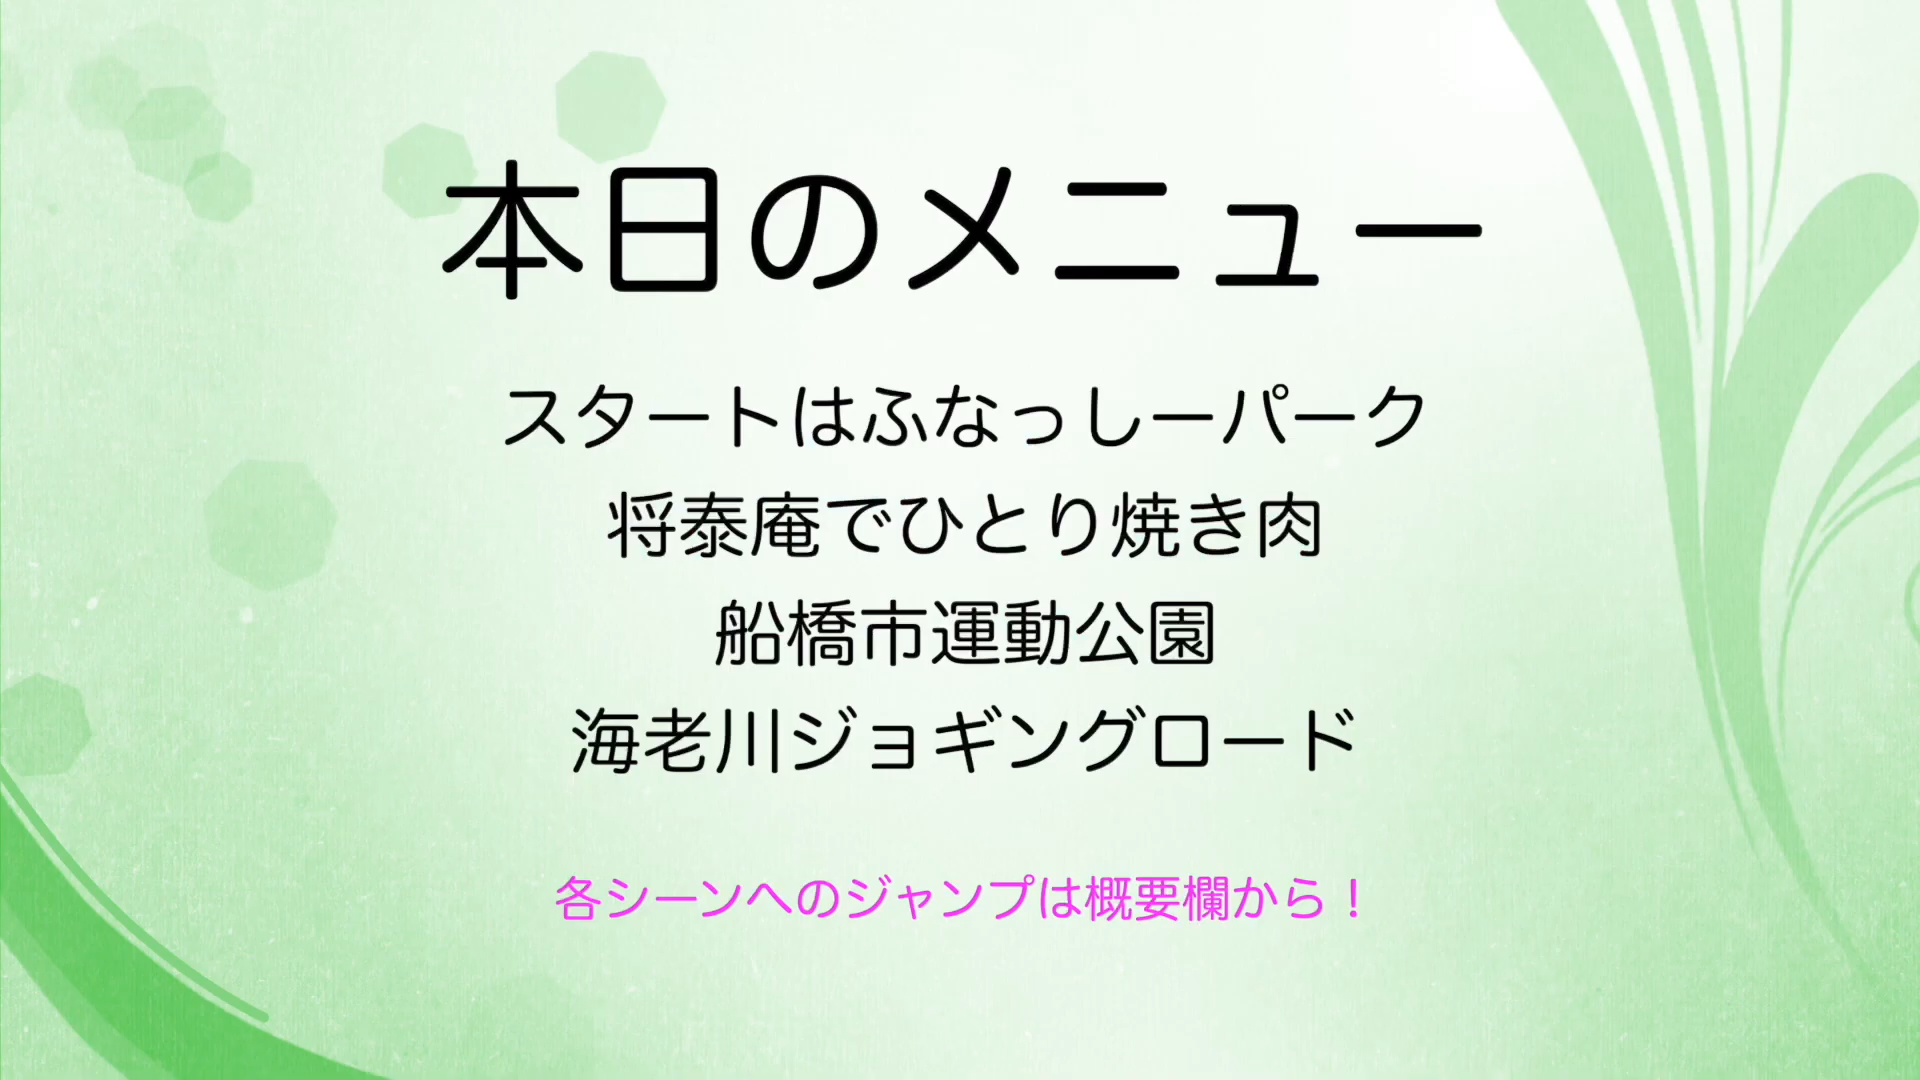 本日のメニュー
スタートはふなっしーパーク
将泰庵でひとり焼き肉
船橋市運動公園
海老川ジョギングロード
各シーンへのジャンプは概要欄から！